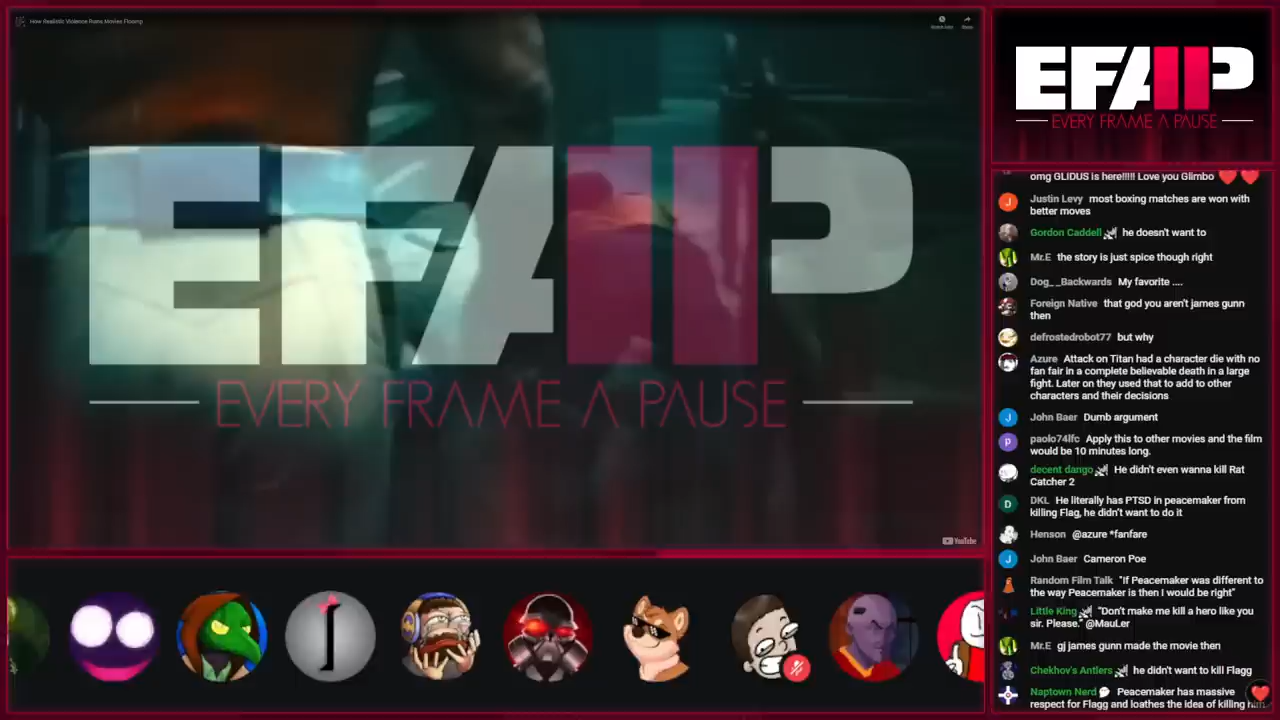 How Realistic Violence Ruins Movies Floomp
Watch later
Share
EFAP
EVERY FRAME A PAUSE
YouTube
EFAP
EVERY FRAME A PAUSE
omg GLIDUS is here!!!!! Love you Glimbo
Justin Levy most boxing matches are won with
better moves
Gordon Caddell he doesn't want to
Mr.E the story is just spice though right
Dog__Backwards My favorite ....
Foreign Native that god you aren't james gunn
then
defrostedrobot77 but why
Azure Attack on Titan had a character die with no
fan fair in a complete believable death in a large
fight. Later on they used that to add to other
characters and their decisions
John Baer Dumb argument
paolo74lfc Apply this to other movies and the film
would be 10 minutes long.
decent dango He didn't even wanna kill Rat
Catcher 2
DKL He literally has PTSD in peacemaker from
killing Flag, he didn't want to do it
Henson @azure *fanfare
John Baer Cameron Poe
Random Film Talk "If Peacemaker was different to
the way Peacemaker is then I would be right"
Little King "Don't make me kill a hero like you
sir. Please." @MauLer
Mr.E gj james gunn made the movie then
Chekhov's Antlers he didn't want to kill Flagg
Naptown Nerd Peacemaker has massive
respect for Flagg and loathes the idea of killing him